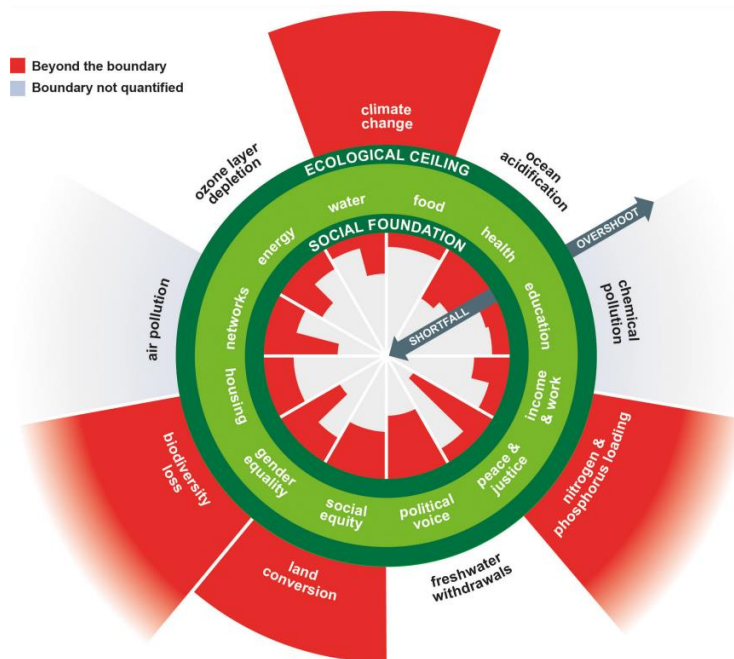 Beyond the boundary
Boundary not quantified
climate
change
ozone layer
depletion
ocean
acidification
ECOLOGICAL CEILING
OVERSHOOT
water
food
energy
health
SOCIAL FOUNDATION
networks
education
SHORTFALL
air pollution
chemical
pollution
housing
income
& work
gender
equality
peace &
justice
social
equity
political
voice
biodiversity
loss
nitrogen &
phosphorus loading
land
conversion
freshwater
withdrawals